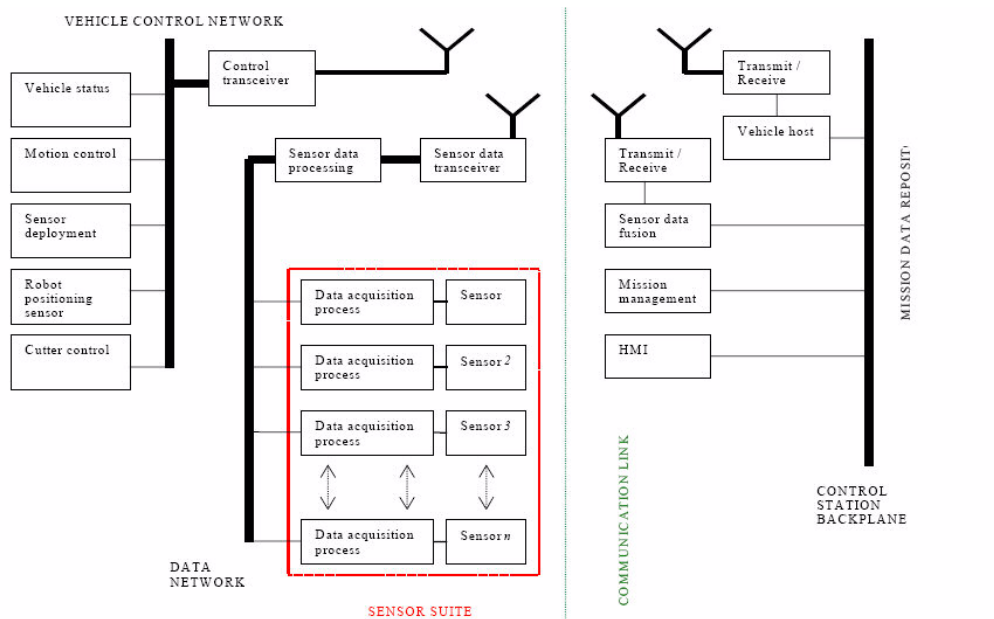 VEHICLE CONTROL NETWORK
Control
transceiver
Vehicle status
Motion control
Sensor
deployment
Robot
positioning
sensor
Cutter control
Sensor data
processing
Sensor data
transceiver
Data acquisition
process
Sensor
Data acquisition
process
Sensor 2
Data acquisition
process
Sensor 3
Data acquisition
process
Sensor n
DATA
NETWORK
SENSOR SUITE
COMMUNICATION LINK
Transmit /
Receive
Vehicle host
Transmit /
Receive
Sensor data
fusion
Mission
management
HMI
MISSION DATA REPOSIT
CONTROL
STATION
BACKPLANE